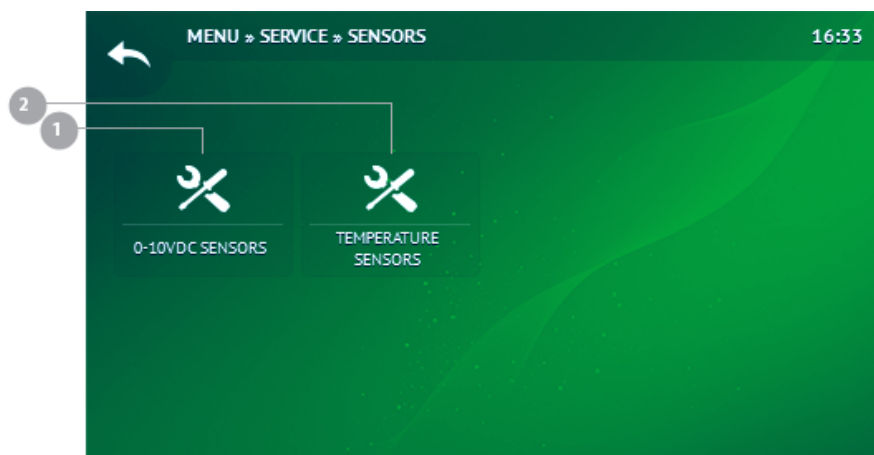 MENU » SERVICE » SENSORS
16:33
2
1
0-10VDC SENSORS
TEMPERATURE
SENSORS